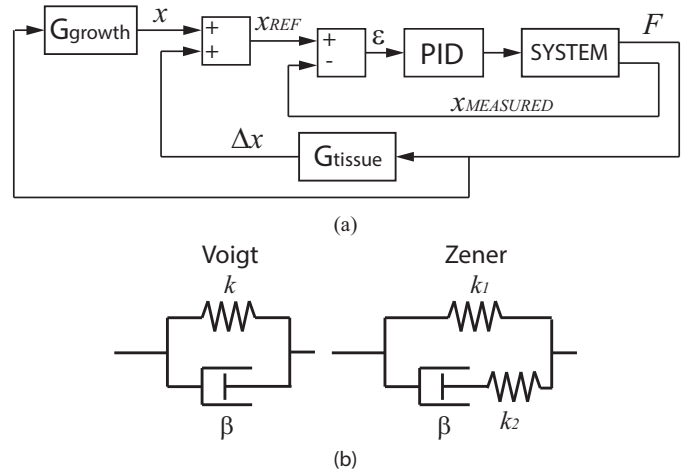 x
xREF
ε
F
Ggrowth
+
+
+
-
PID
SYSTEM
xMEASURED
Δx
Gtissue
(a)
Voigt
Zener
k
k1
β
β
k2
(b)